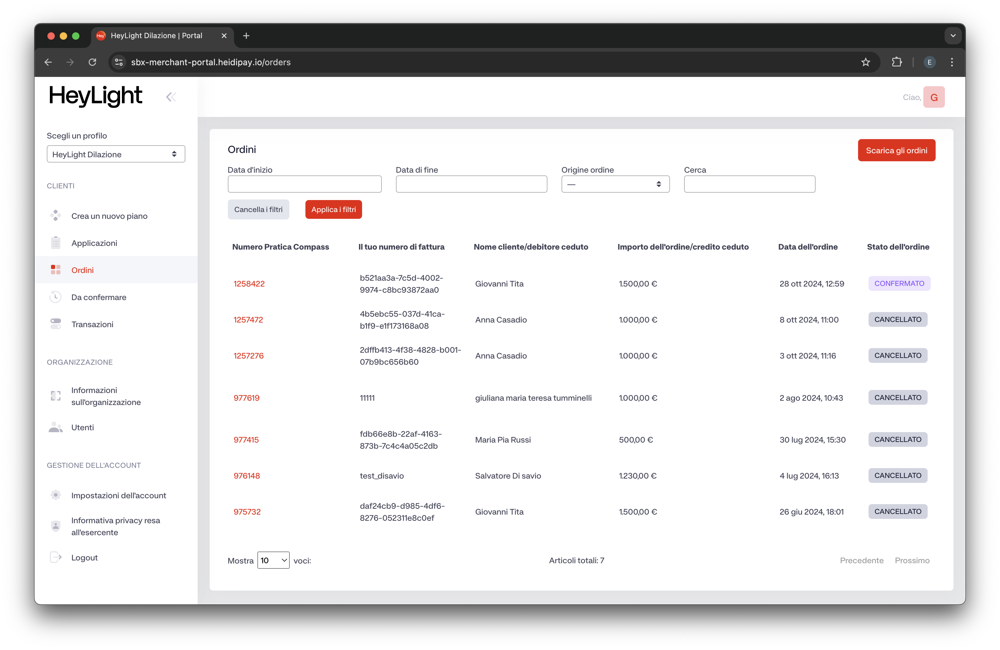 Hey'
HeyLight Dilazione | Portal
sbx-merchant-portal.heidipay.io/orders
E
HeyLight
Ciao,
G
Scegli un profilo
HeyLight Dilazione
CLIENTI
Crea un nuovo piano
Applicazioni
Ordini
Da confermare
Transazioni
ORGANIZZAZIONE
Informazioni
sull'organizzazione
Utenti
GESTIONE DELL'ACCOUNT
Impostazioni dell'account
Informativa privacy resa
all'esercente
Logout
Ordini
Scarica gli ordini
Data d'inizio
Data di fine
Origine ordine
Cerca
—
Cancella i filtri
Applica i filtri
Numero Pratica Compass
Il tuo numero di fattura
Nome cliente/debitore ceduto
Importo dell'ordine/credito ceduto
Data dell'ordine
Stato dell'ordine
1258422
b521aa3a-7c5d-4002-
9974-c8bc93872aa0
Giovanni Tita
1.500,00 €
28 ott 2024, 12:59
CONFERMATO
1257472
4b5ebc55-037d-41ca-
b1f9-e1f173168a08
Anna Casadio
1.000,00 €
8 ott 2024, 11:00
CANCELLATO
1257276
2dffb413-4f38-4828-b001-
07b9bc656b60
Anna Casadio
1.000,00 €
3 ott 2024, 11:16
CANCELLATO
977619
11111
giuliana maria teresa tumminelli
1.000,00 €
2 ago 2024, 10:43
CANCELLATO
977415
fdb66e8b-22af-4163-
873b-7c4c4a05c2db
Maria Pia Russi
500,00 €
30 lug 2024, 15:30
CANCELLATO
976148
test_disavio
Salvatore Di savio
1.230,00 €
4 lug 2024, 16:13
CANCELLATO
975732
daf24cb9-d985-4df6-
8276-052311e8c0ef
Giovanni Tita
1.500,00 €
26 giu 2024, 18:01
CANCELLATO
Mostra 10 voci:
Articoli totali: 7
Precedente
Prossimo